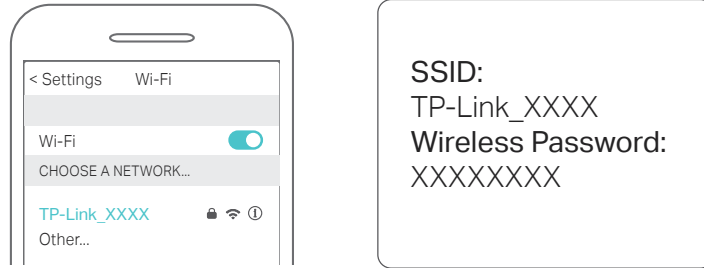 < Settings Wi-Fi
Wi-Fi
CHOOSE A NETWORK...
TP-Link_XXXX
Other...
SSID:
TP-Link_XXXX
Wireless Password:
XXXXXXXX